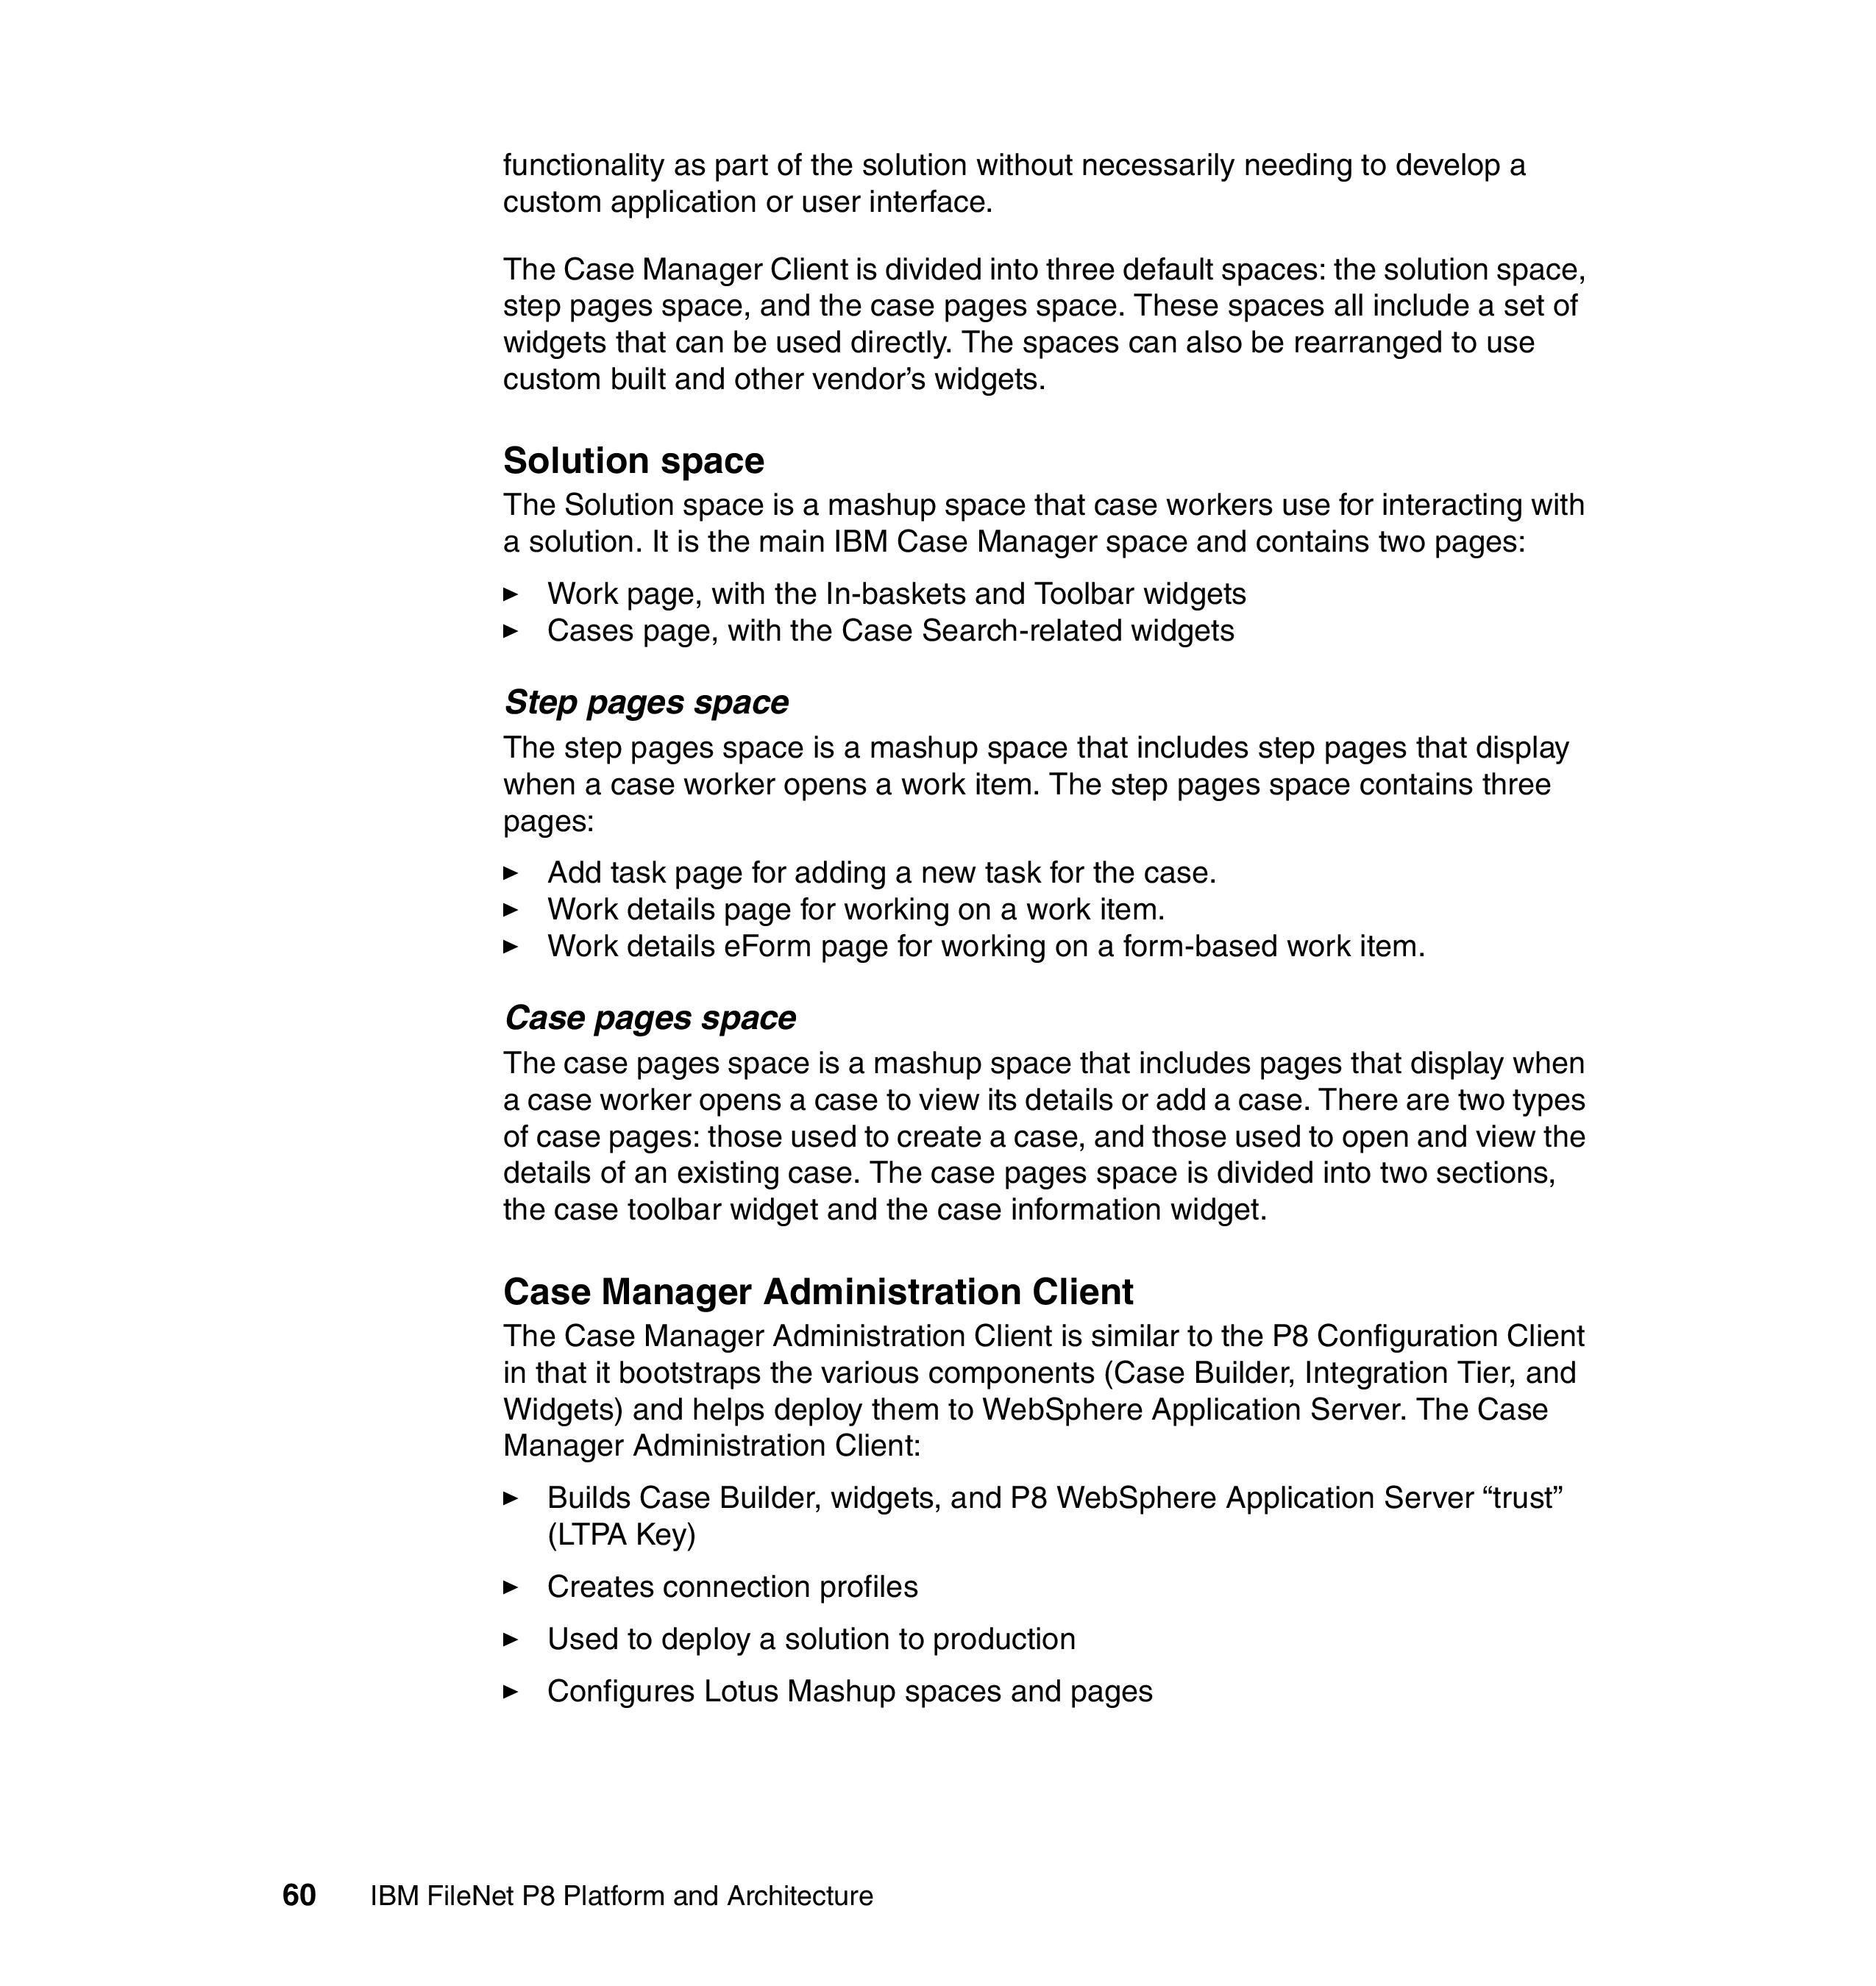 functionality as part of the solution without necessarily needing to develop a
custom application or user interface.
The Case Manager Client is divided into three default spaces: the solution space,
step pages space, and the case pages space. These spaces all include a set of
widgets that can be used directly. The spaces can also be rearranged to use
custom built and other vendor’s widgets.
Solution space
The Solution space is a mashup space that case workers use for interacting with
a solution. It is the main IBM Case Manager space and contains two pages:
► Work page, with the In-baskets and Toolbar widgets
► Cases page, with the Case Search-related widgets
Step pages space
The step pages space is a mashup space that includes step pages that display
when a case worker opens a work item. The step pages space contains three
pages:
► Add task page for adding a new task for the case.
► Work details page for working on a work item.
► Work details eForm page for working on a form-based work item.
Case pages space
The case pages space is a mashup space that includes pages that display when
a case worker opens a case to view its details or add a case. There are two types
of case pages: those used to create a case, and those used to open and view the
details of an existing case. The case pages space is divided into two sections,
the case toolbar widget and the case information widget.
Case Manager Administration Client
The Case Manager Administration Client is similar to the P8 Configuration Client
in that it bootstraps the various components (Case Builder, Integration Tier, and
Widgets) and helps deploy them to WebSphere Application Server. The Case
Manager Administration Client:
► Builds Case Builder, widgets, and P8 WebSphere Application Server “trust”
(LTPA Key)
► Creates connection profiles
► Used to deploy a solution to production
► Configures Lotus Mashup spaces and pages
60 IBM FileNet P8 Platform and Architecture